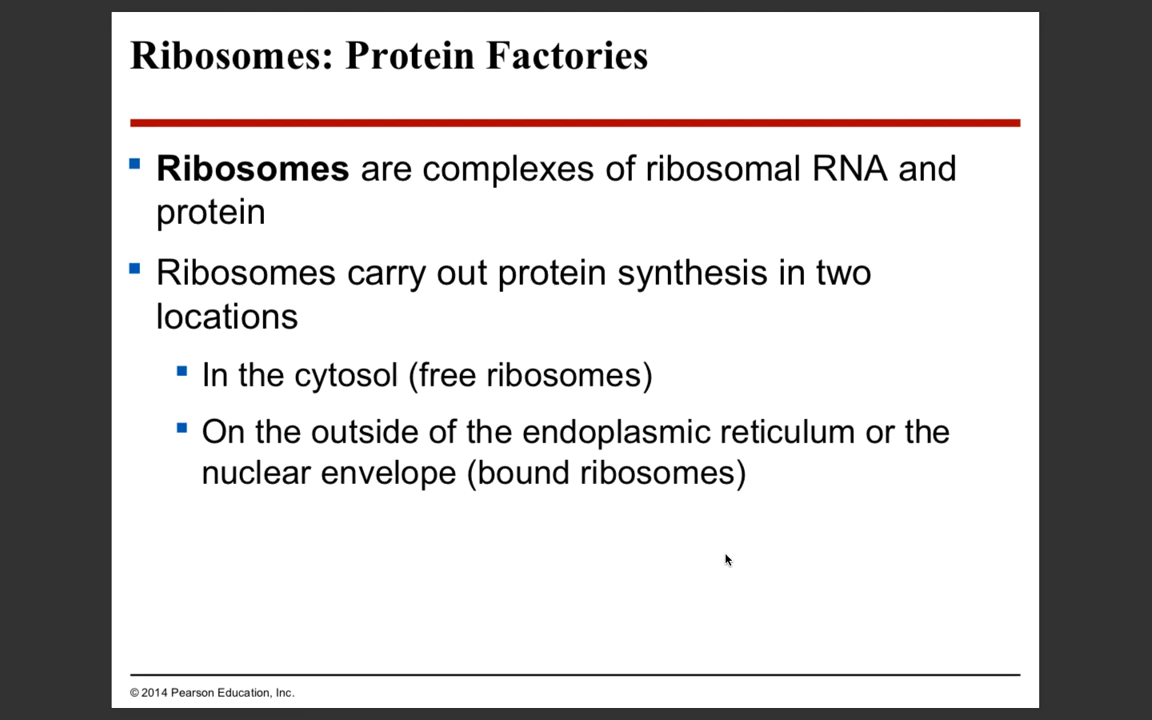 Ribosomes: Protein Factories
Ribosomes are complexes of ribosomal RNA and
protein
Ribosomes carry out protein synthesis in two
locations
In the cytosol (free ribosomes)
On the outside of the endoplasmic reticulum or the
nuclear envelope (bound ribosomes)
© 2014 Pearson Education, Inc.